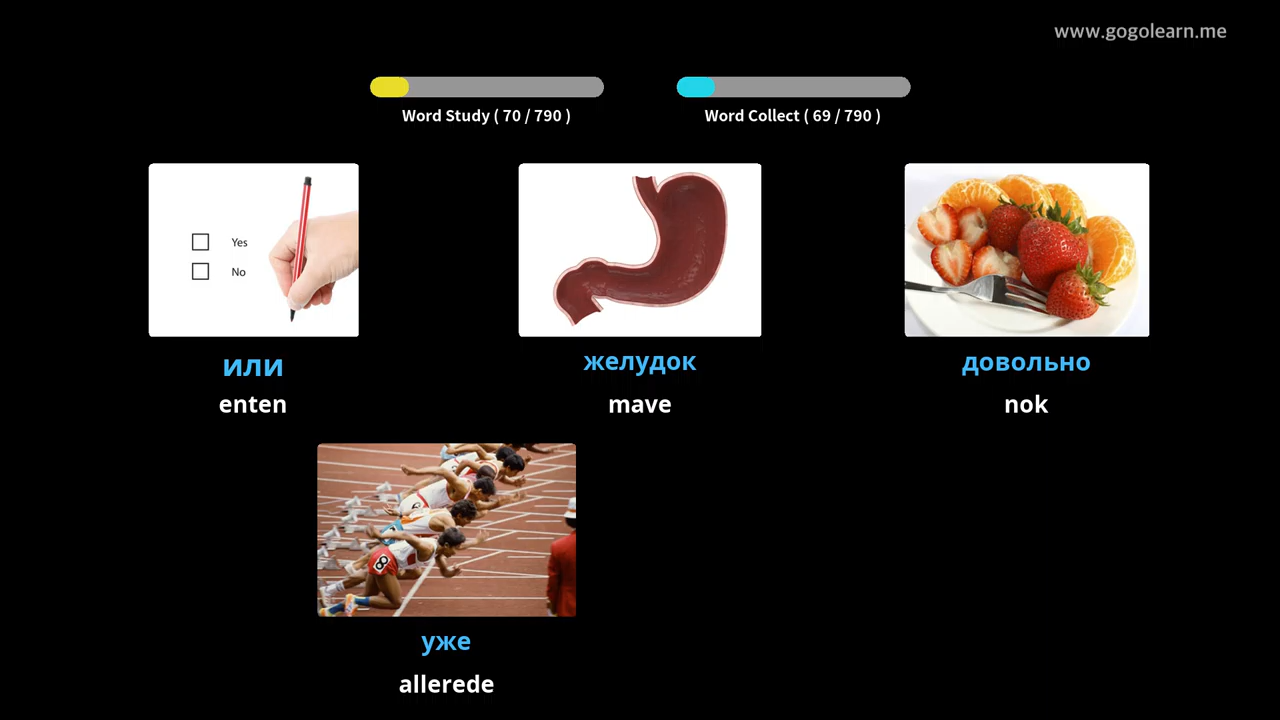 www.gogolearn.me
Word Study ( 70 / 790 )
Word Collect ( 69 / 790 )
Yes
No
или
enten
желудок
mave
довольно
nok
8
уже
allerede